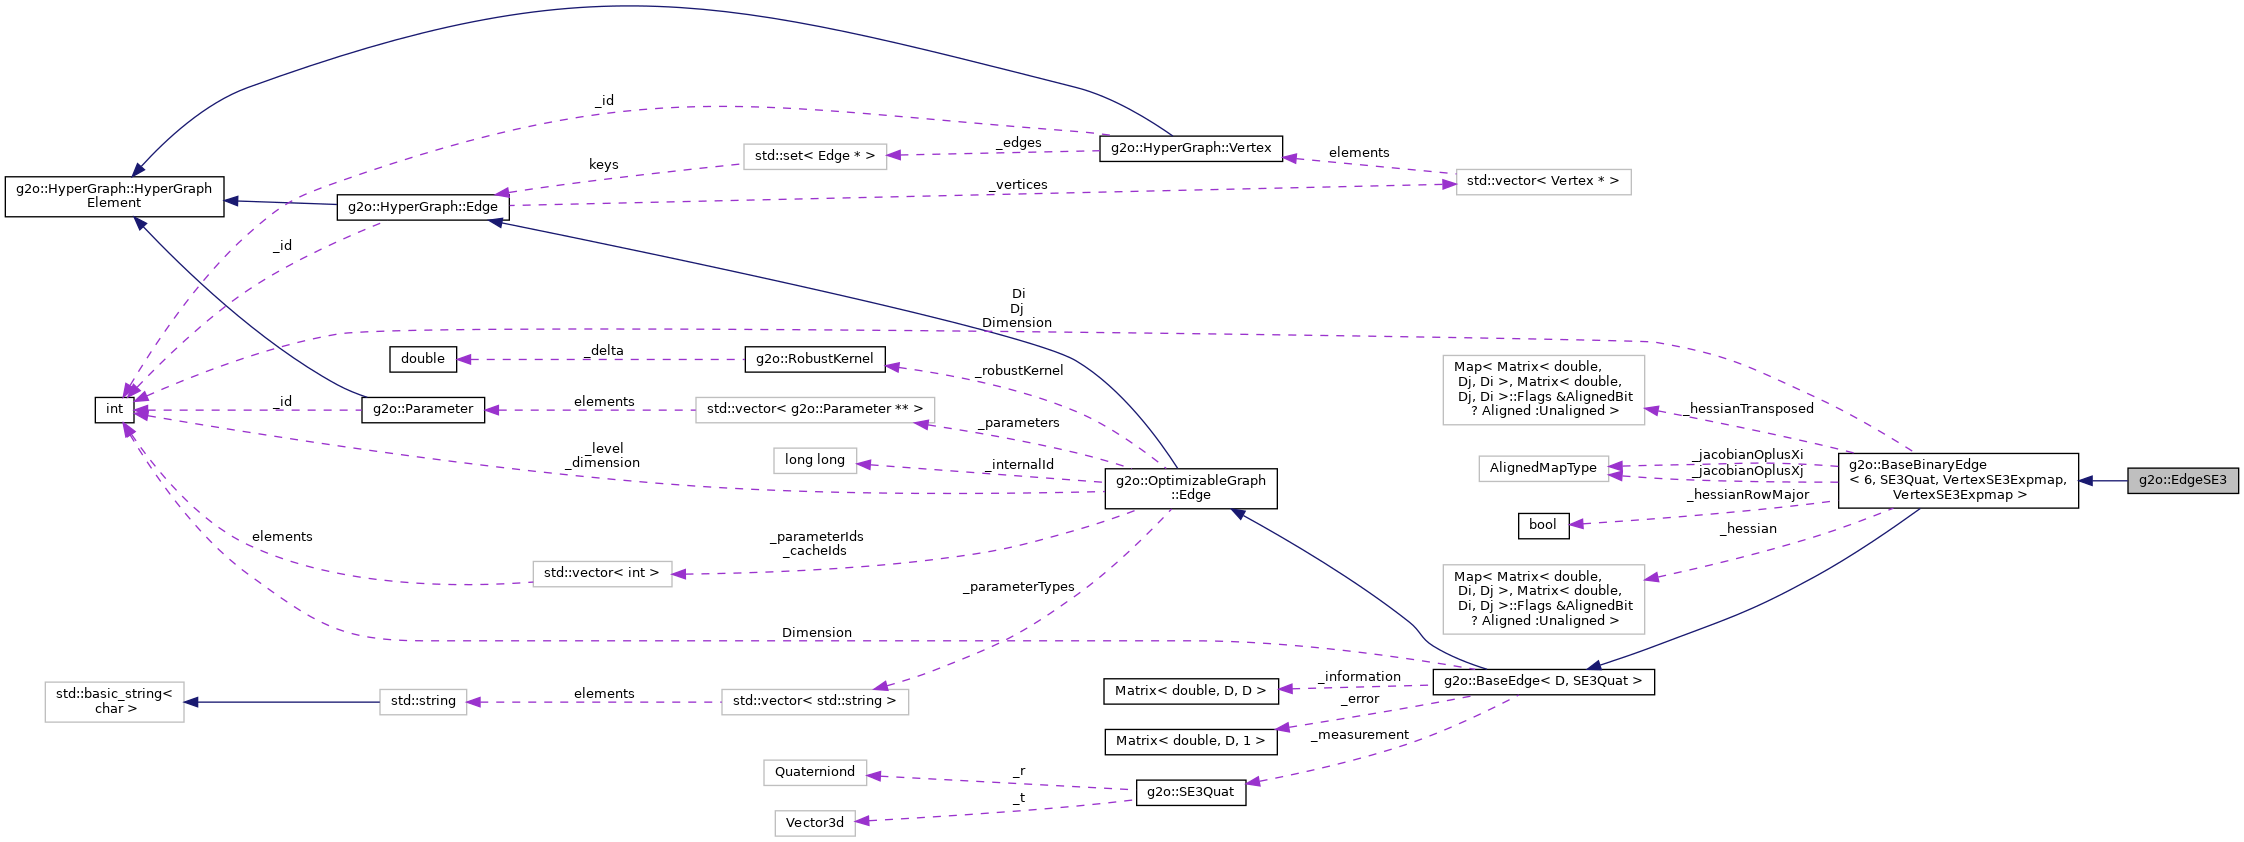 _id
g2o::HyperGraph::Vertex
_edges
std::set< Edge * >
elements
keys
std::vector< Vertex * >
_vertices
g2o::HyperGraph::HyperGraph
Element
g2o::HyperGraph::Edge
_id
Di
Dj
Dimension
double
_delta
g2o::RobustKernel
_robustKernel
Map< Matrix< double,
Dj, Di >, Matrix< double,
Dj, Di >::Flags &AlignedBit
? Aligned :Unaligned >
_hessianTransposed
int
_id
g2o::Parameter
elements
std::vector< g2o::Parameter ** >
_parameters
_level
_dimension
long long
_internalId
g2o::OptimizableGraph
::Edge
AlignedMapType
_jacobianOplusXi
_jacobianOplusXj
g2o::BaseBinaryEdge
< 6, SE3Quat, VertexSE3Expmap,
VertexSE3Expmap >
g2o::EdgeSE3
_hessianRowMajor
bool
_hessian
elements
_parameterIds
_cacheIds
std::vector< int >
_parameterTypes
Map< Matrix< double,
Di, Dj >, Matrix< double,
Di, Dj >::Flags &AlignedBit
? Aligned :Unaligned >
Dimension
g2o::BaseEdge< D, SE3Quat >
_information
Matrix< double, D, D >
_error
std::basic_string<
char >
std::string
elements
std::vector< std::string >
Matrix< double, D, 1 >
_measurement
Quaterniond
_r
g2o::SE3Quat
_t
Vector3d